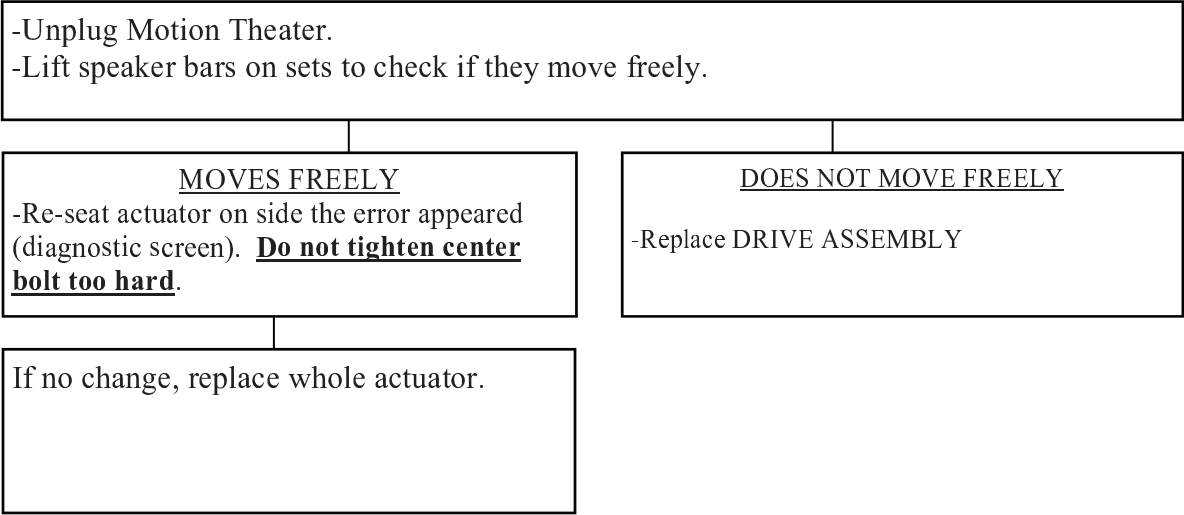 -Unplug Motion Theater.
-Lift speaker bars on sets to check if they move freely.
MOVES FREELY
-Re-seat actuator on side the error appeared
(diagnostic screen). Do not tighten center
bolt too hard.
DOES NOT MOVE FREELY
-Replace DRIVE ASSEMBLY
If no change, replace whole actuator.